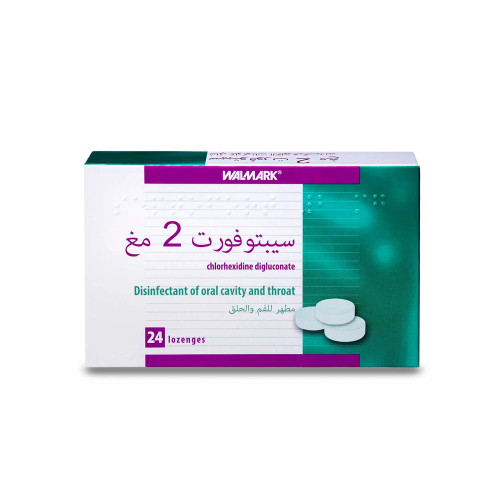 WALMARK®
سيبتوفورت 2 مغ
chlorhexidine digluconate
Disinfectant of oral cavity and throat
مطهر للفم والحلق
24 lozenges